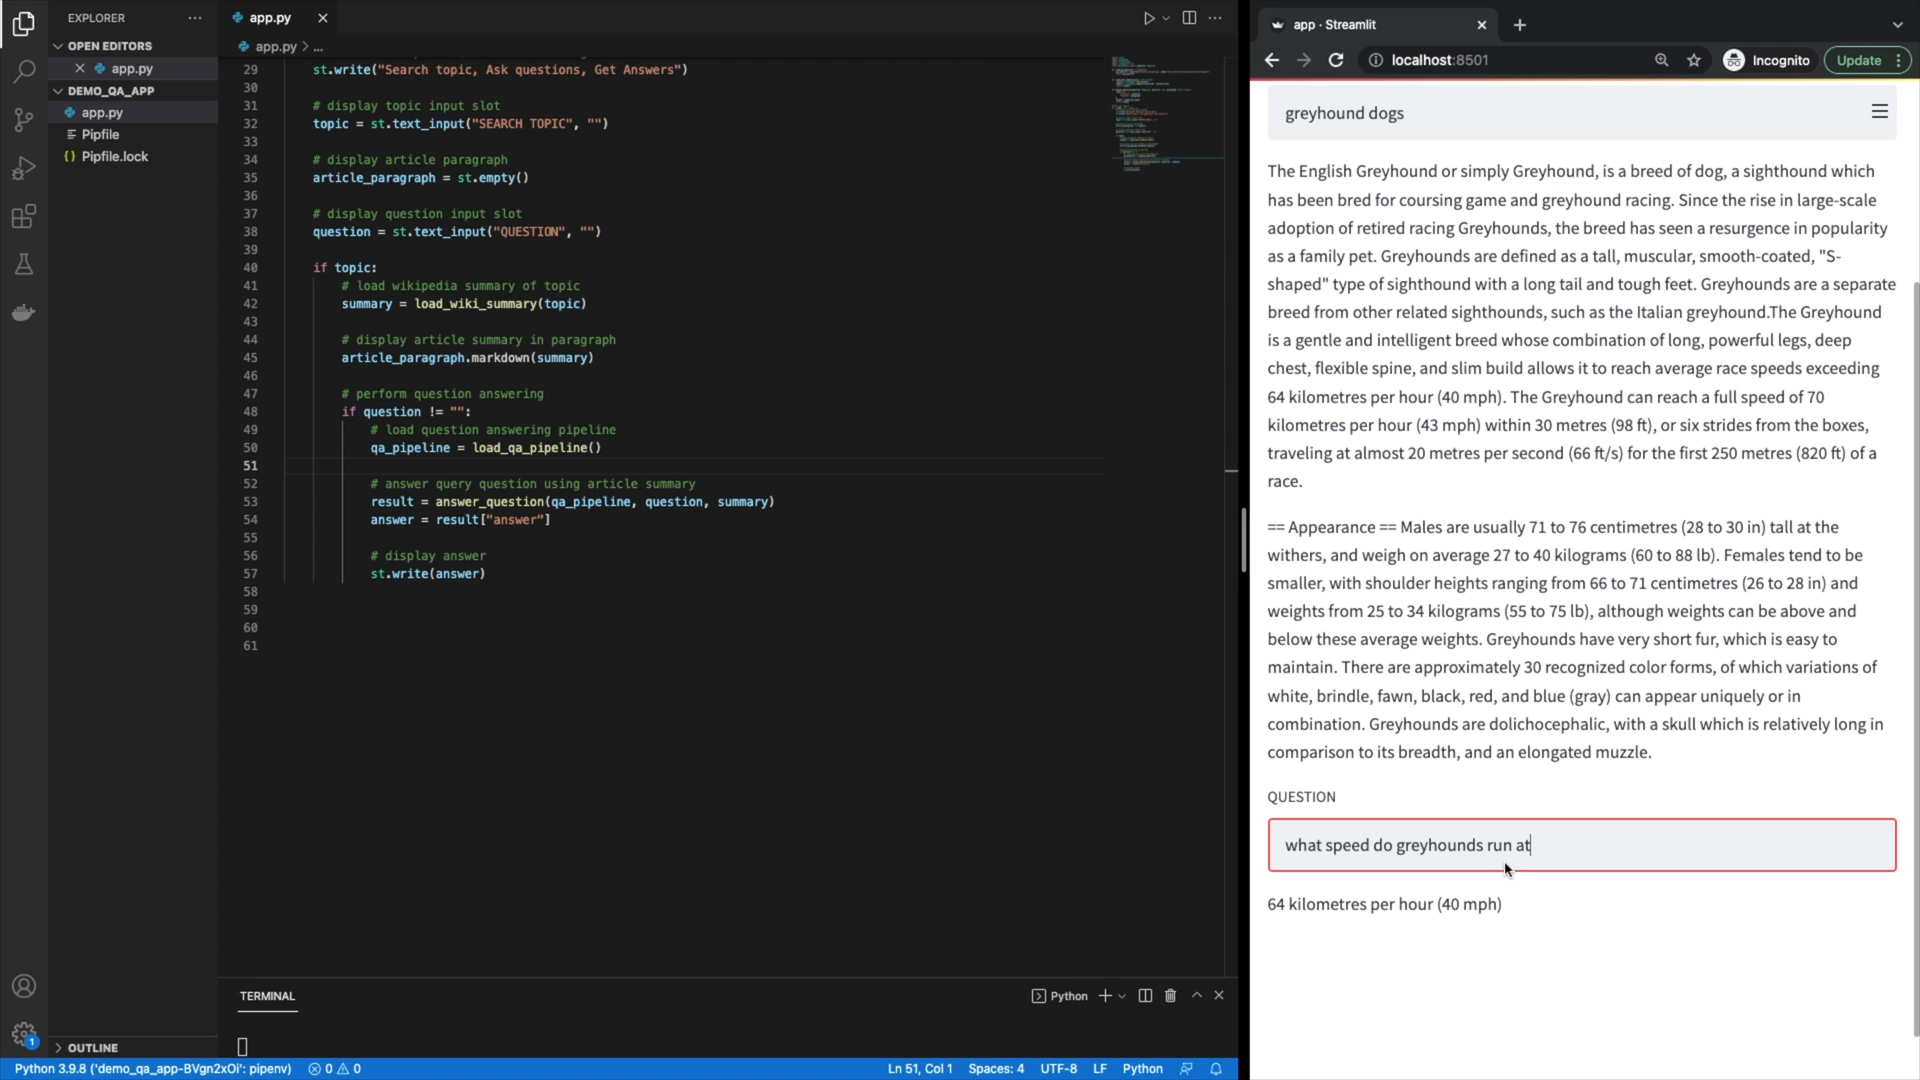 EXPLORER
OPEN EDITORS
app.py
DEMO_QA_APP
app.py
Pipfile
{} Pipfile.lock
OUTLINE
1
app.py
app.py > ...
29 st.write("Search topic, Ask questions, Get Answers")
30
31 # display topic input slot
32 topic = st.text_input("SEARCH TOPIC", "")
33
34 # display article paragraph
35 article_paragraph = st.empty()
36
37 # display question input slot
38 question = st.text_input("QUESTION", "")
39
40 if topic:
41 # load wikipedia summary of topic
42 summary = load_wiki_summary(topic)
43
44 # display article summary in paragraph
45 article_paragraph.markdown(summary)
46
47 # perform question answering
48 if question != "":
49 # load question answering pipeline
50 qa_pipeline = load_qa_pipeline()
51
52 # answer query question using article summary
53 result = answer_question(qa_pipeline, question, summary)
54 answer = result["answer"]
55
56 # display answer
57 st.write(answer)
58
59
60
61
TERMINAL
Python
Python 3.9.8 ('demo_qa_app-BVgn2xOi': pipenv)
0 0
Ln 51, Col 1
Spaces: 4
UTF-8
LF
Python
app · Streamlit
localhost:8501
Incognito
Update
greyhound dogs
The English Greyhound or simply Greyhound, is a breed of dog, a sighthound which
has been bred for coursing game and greyhound racing. Since the rise in large-scale
adoption of retired racing Greyhounds, the breed has seen a resurgence in popularity
as a family pet. Greyhounds are defined as a tall, muscular, smooth-coated, "S-
shaped" type of sighthound with a long tail and tough feet. Greyhounds are a separate
breed from other related sighthounds, such as the Italian greyhound.The Greyhound
is a gentle and intelligent breed whose combination of long, powerful legs, deep
chest, flexible spine, and slim build allows it to reach average race speeds exceeding
64 kilometres per hour (40 mph). The Greyhound can reach a full speed of 70
kilometres per hour (43 mph) within 30 metres (98 ft), or six strides from the boxes,
traveling at almost 20 metres per second (66 ft/s) for the first 250 metres (820 ft) of a
race.
== Appearance == Males are usually 71 to 76 centimetres (28 to 30 in) tall at the
withers, and weigh on average 27 to 40 kilograms (60 to 88 lb). Females tend to be
smaller, with shoulder heights ranging from 66 to 71 centimetres (26 to 28 in) and
weights from 25 to 34 kilograms (55 to 75 lb), although weights can be above and
below these average weights. Greyhounds have very short fur, which is easy to
maintain. There are approximately 30 recognized color forms, of which variations of
white, brindle, fawn, black, red, and blue (gray) can appear uniquely or in
combination. Greyhounds are dolichocephalic, with a skull which is relatively long in
comparison to its breadth, and an elongated muzzle.
QUESTION
what speed do greyhounds run at
64 kilometres per hour (40 mph)